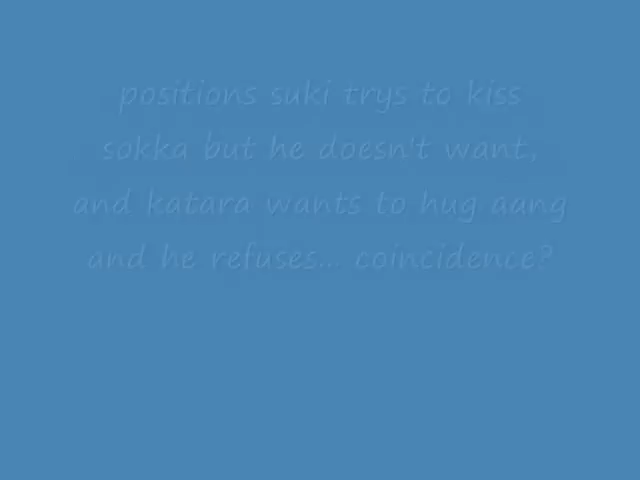 positions suki trys to kiss
sokka but he doesn't want,
and katara wants to hug aang
and he refuses... coincidence?